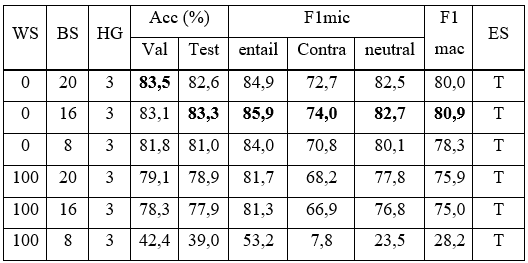 WS BS HG Acc (%) F1mic F1 mac ES
Val Test entail Contra neutral
0 20 3 83,5 82,6 84,9 72,7 82,5 80,0 T
0 16 3 83,1 83,3 85,9 74,0 82,7 80,9 T
0 8 3 81,8 81,0 84,0 70,8 80,1 78,3 T
100 20 3 79,1 78,9 81,7 68,2 77,8 75,9 T
100 16 3 78,3 77,9 81,3 66,9 76,8 75,0 T
100 8 3 42,4 39,0 53,2 7,8 23,5 28,2 T